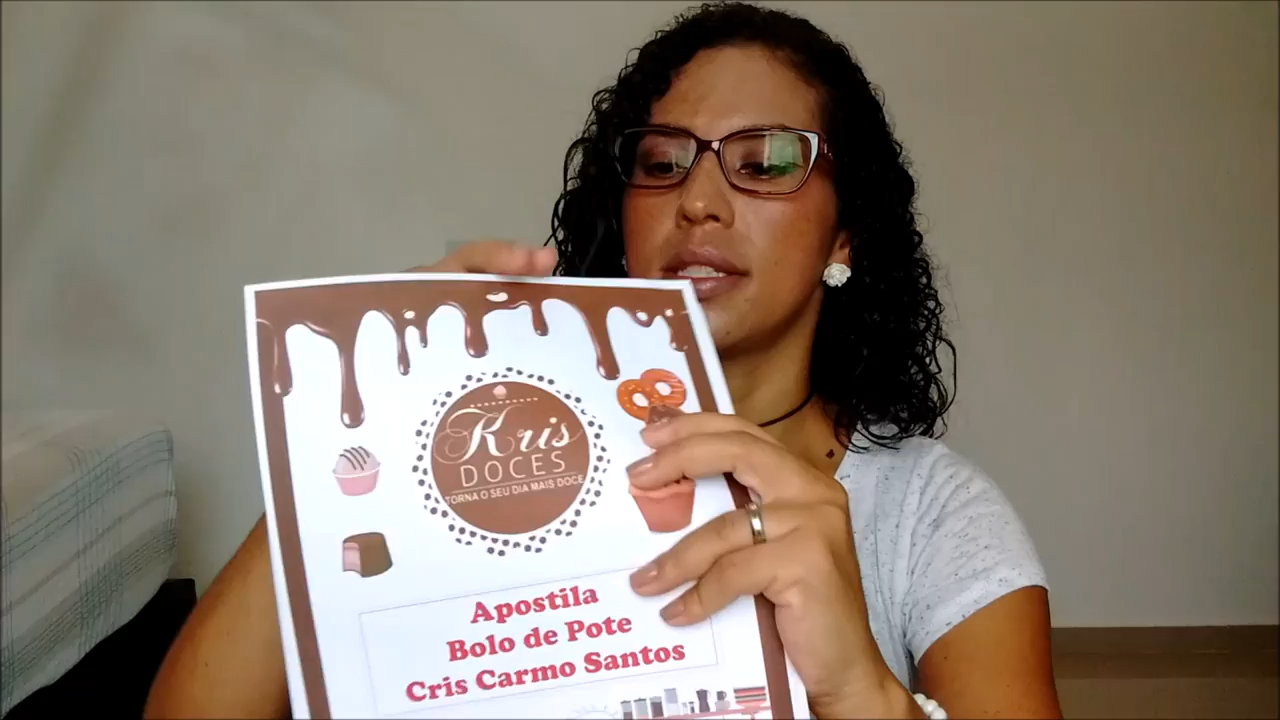 Kris
DOCES
TORNA O SEU DIA MAIS DOCE
Apostila
Bolo de Pote
Cris Carmo Santos